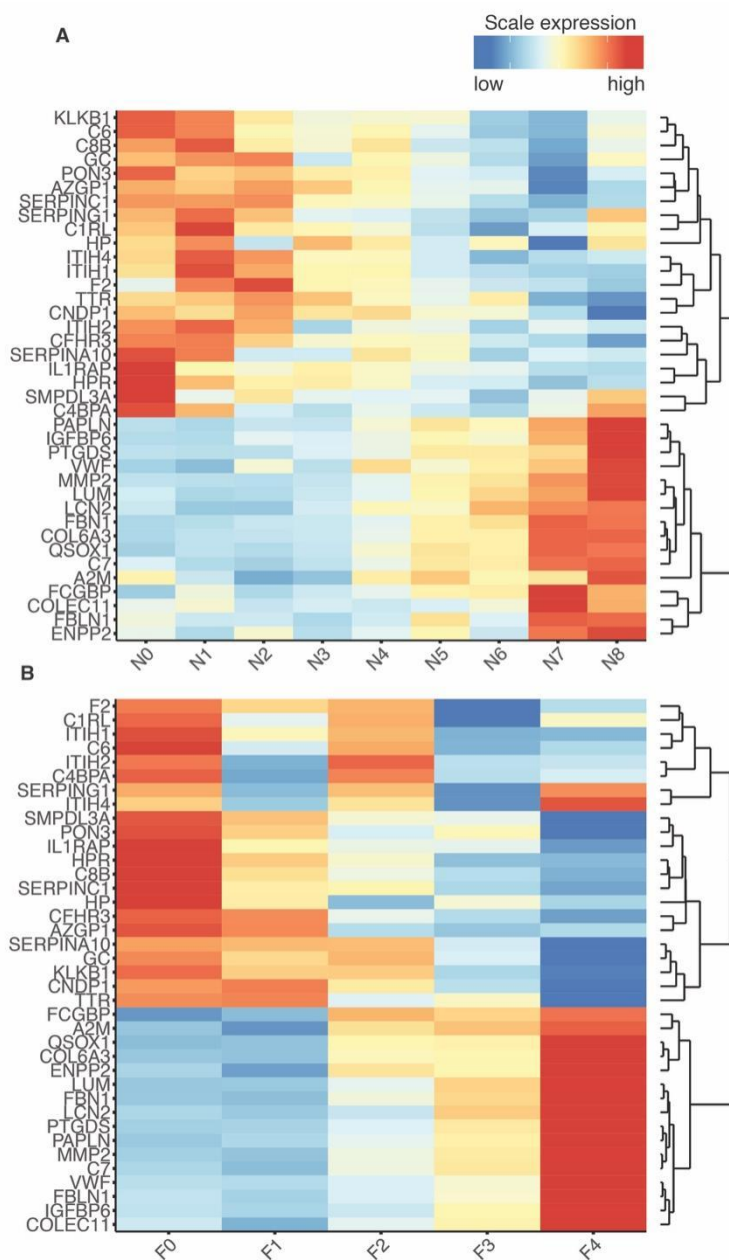 A
Scale expression
low high
KLKB1
C6
C8B
GC
PON3
AZGP1
SERPINC1
SERPING1
C1RL
HP
ITIH4
ITIH1
F2
TTR
CNDP1
ITIH2
CFHR3
SERPINA10
IL1RAP
HPR
SMPDL3A
C4BPA
PAPLN
IGFBP6
PTGDS
VWF
MMP2
LUM
LCN2
FBN1
COL6A3
QSOX1
C7
A2M
FCGBP
COLEC11
FBLN1
ENPP2
N0 N1 N2 N3 N4 N5 N6 N7 N8
B
F2
C1RL
ITIH1
C6
ITIH2
C4BPA
SERPING1
ITIH4
SMPDL3A
PON3
IL1RAP
HPR
C8B
SERPINC1
HP
CFHR3
AZGP1
SERPINA10
GC
KLKB1
CNDP1
TTR
FCGBP
A2M
QSOX1
COL6A3
ENPP2
LUM
FBN1
LCN2
PTGDS
PAPLN
MMP2
C7
VWF
FBLN1
IGFBP6
COLEC11
F0 F1 F2 F3 F4